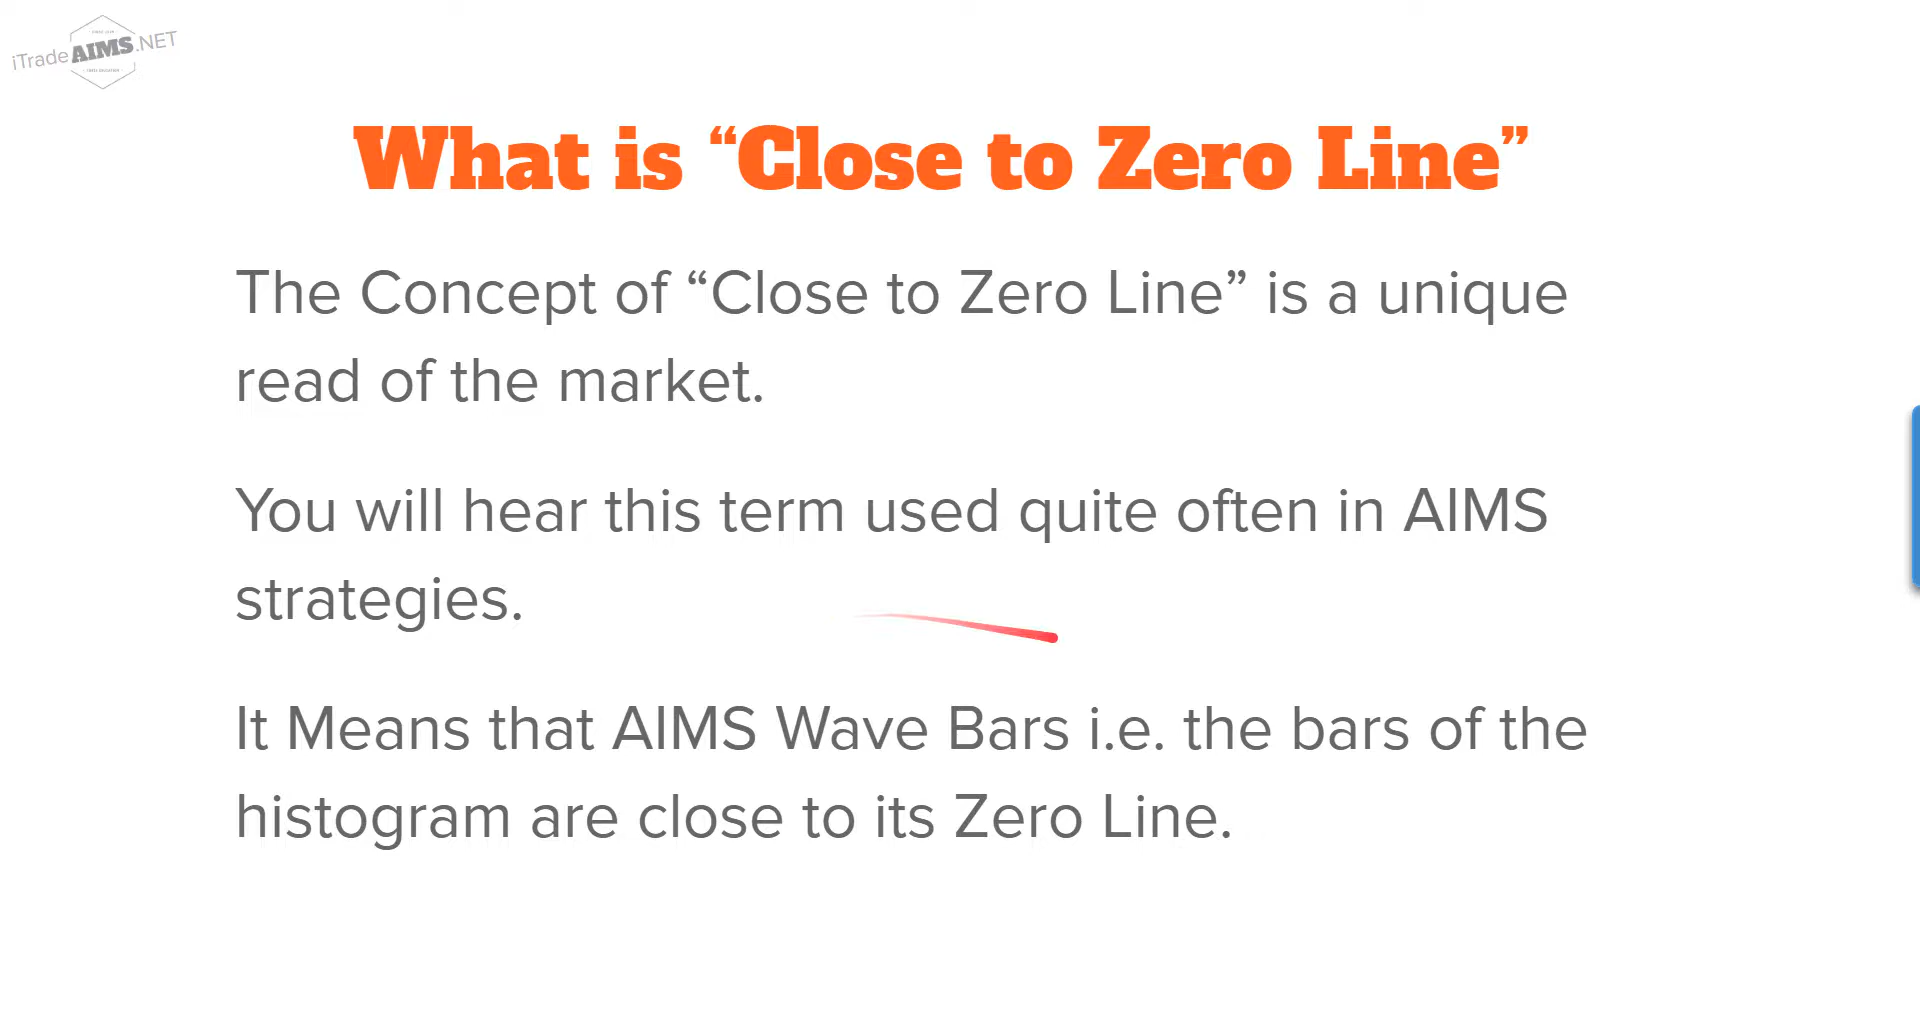 iTradeAIMS.NET
What is “Close to Zero Line”
The Concept of “Close to Zero Line” is a unique
read of the market.
You will hear this term used quite often in AIMS
strategies.
It Means that AIMS Wave Bars i.e. the bars of the
histogram are close to its Zero Line.